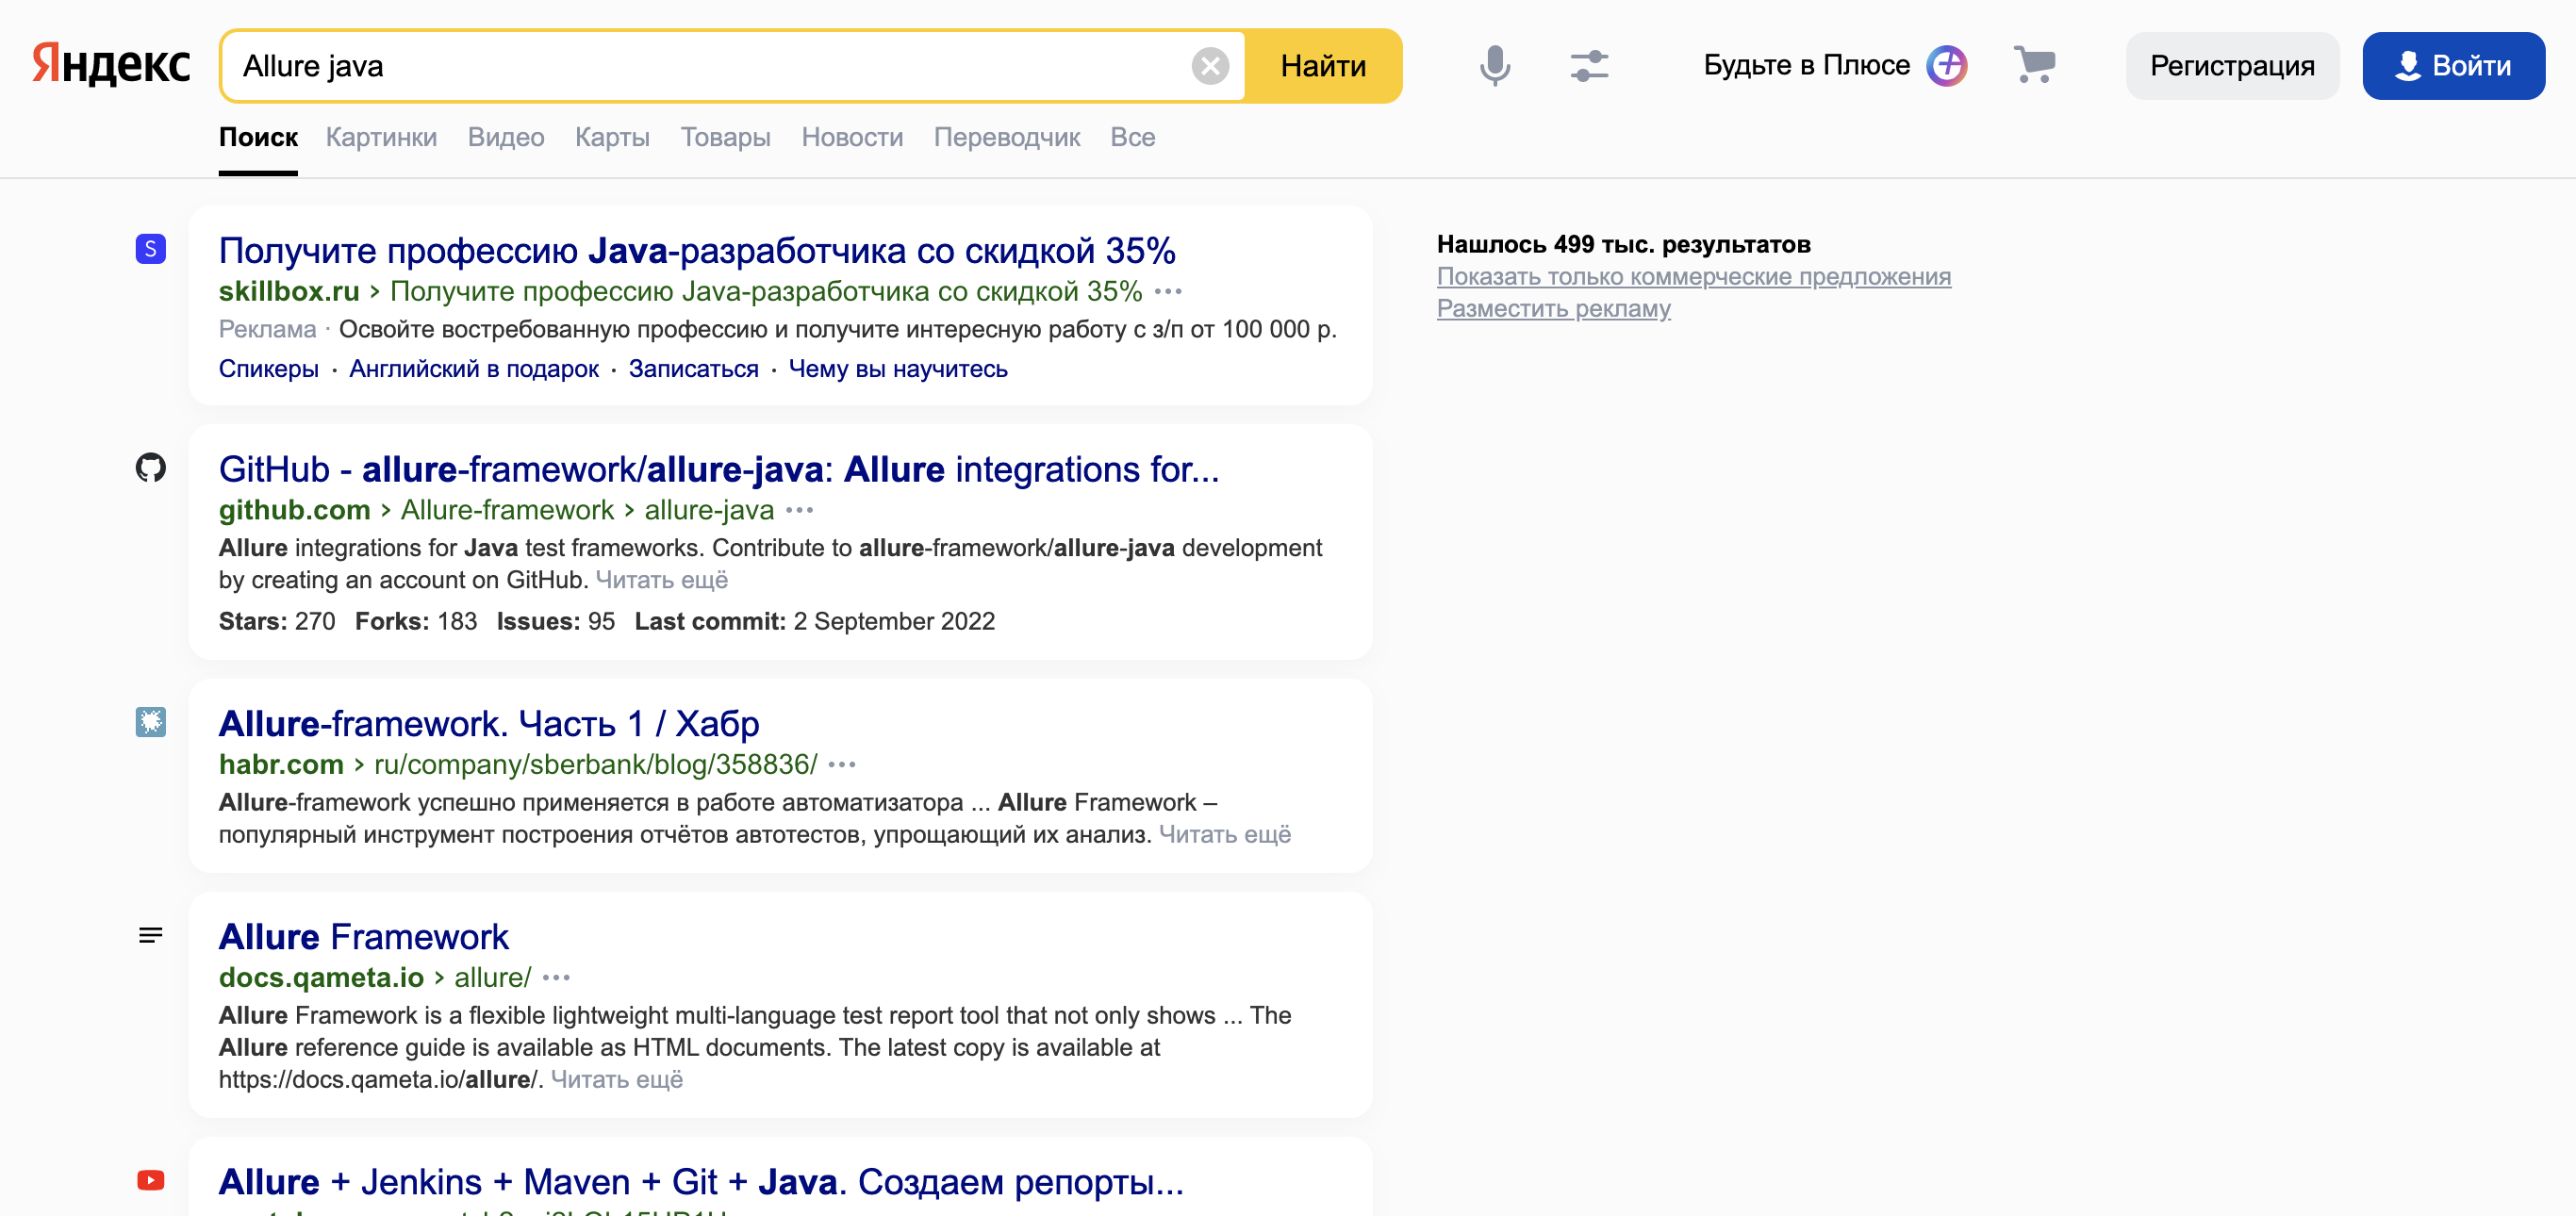 Яндекс
Allure java
Найти
Будьте в Плюсе
Регистрация
Войти
Поиск Картинки Видео Карты Товары Новости Переводчик Все
Получите профессию Java-разработчика со скидкой 35%
skillbox.ru › Получите профессию Java-разработчика со скидкой 35%
Реклама · Освойте востребованную профессию и получите интересную работу с з/п от 100 000 р.
Спикеры · Английский в подарок · Записаться · Чему вы научитесь
Нашлось 499 тыс. результатов
Показать только коммерческие предложения
Разместить рекламу
GitHub - allure-framework/allure-java: Allure integrations for...
github.com › Allure-framework › allure-java
Allure integrations for Java test frameworks. Contribute to allure-framework/allure-java development
by creating an account on GitHub. Читать ещё
Stars: 270 Forks: 183 Issues: 95 Last commit: 2 September 2022
Allure-framework. Часть 1 / Хабр
habr.com › ru/company/sberbank/blog/358836/
Allure-framework успешно применяется в работе автоматизатора ... Allure Framework –
популярный инструмент построения отчётов автотестов, упрощающий их анализ. Читать ещё
Allure Framework
docs.qameta.io › allure/
Allure Framework is a flexible lightweight multi-language test report tool that not only shows ... The
Allure reference guide is available as HTML documents. The latest copy is available at
https://docs.qameta.io/allure/. Читать ещё
Allure + Jenkins + Maven + Git + Java. Создаем репорты...